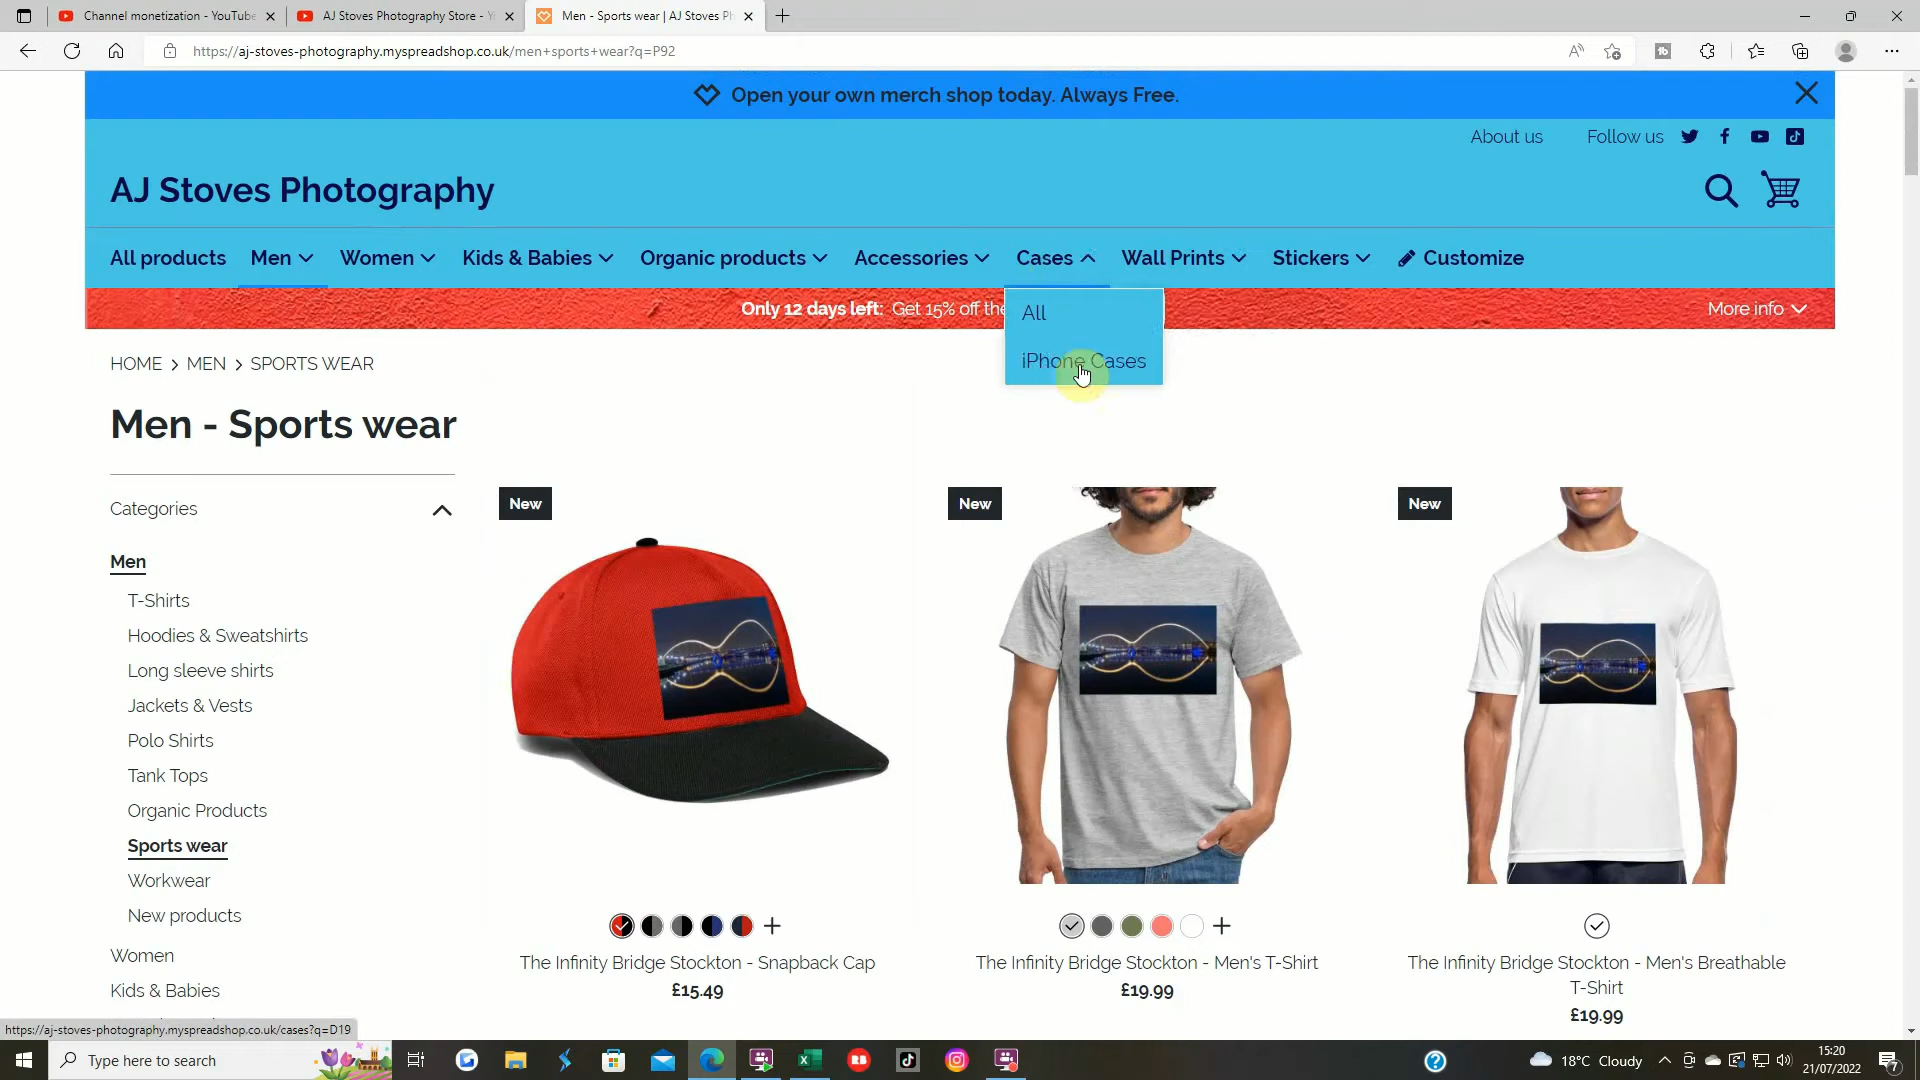 Channel monetization - YouTube
AJ Stoves Photography Store - Y
Men - Sports wear | AJ Stoves Ph
https://aj-stoves-photography.myspreadshop.co.uk/men+sports+wear?q=P92
Open your own merch shop today. Always Free.
About us
Follow us
AJ Stoves Photography
All products
Men
Women
Kids & Babies
Organic products
Accessories
Cases
Wall Prints
Stickers
Customize
Only 12 days left: Get 15% off the
More info
All
iPhone Cases
HOME > MEN > SPORTS WEAR
Men - Sports wear
Categories
Men
T-Shirts
Hoodies & Sweatshirts
Long sleeve shirts
Jackets & Vests
Polo Shirts
Tank Tops
Organic Products
Sports wear
Workwear
New products
Women
Kids & Babies
New
The Infinity Bridge Stockton - Snapback Cap
£15.49
New
The Infinity Bridge Stockton - Men's T-Shirt
£19.99
New
The Infinity Bridge Stockton - Men's Breathable
T-Shirt
£19.99
https://aj-stoves-photography.myspreadshop.co.uk/cases?q=D19
Type here to search
18°C Cloudy
15:20
21/07/2022
7